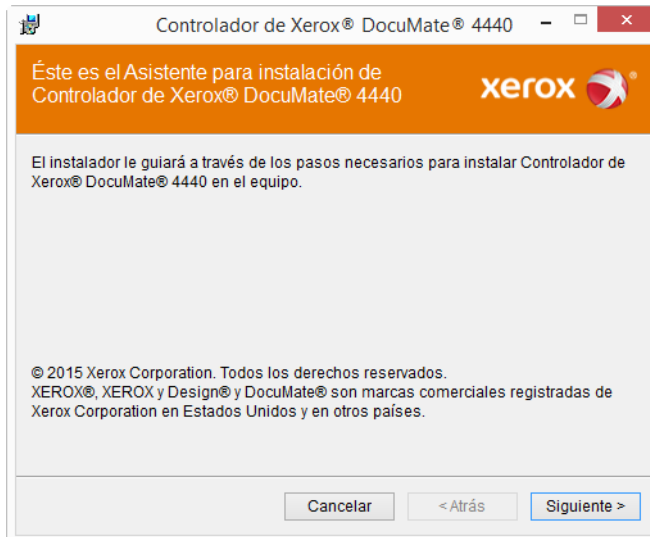 Controlador de Xerox® DocuMate® 4440
Éste es el Asistente para instalación de
Controlador de Xerox® DocuMate® 4440
xerox
El instalador le guiará a través de los pasos necesarios para instalar Controlador de
Xerox® DocuMate® 4440 en el equipo.
© 2015 Xerox Corporation. Todos los derechos reservados.
XEROX®, XEROX y Design® y DocuMate® son marcas comerciales registradas de
Xerox Corporation en Estados Unidos y en otros países.
Cancelar
< Atrás
Siguiente >